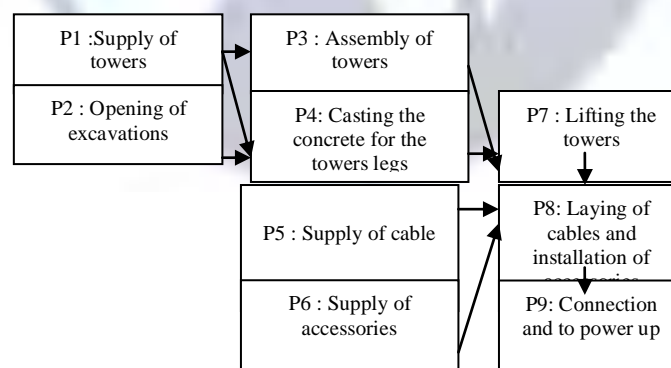 P1 :Supply of
towers
P2 : Opening of
excavations
P3 : Assembly of
towers
P4: Casting the
concrete for the
towers legs
P5 : Supply of cable
P6 : Supply of
accessories
P7 : Lifting the
towers
P8: Laying of
cables and
installation of
accessories
P9: Connection
and to power up